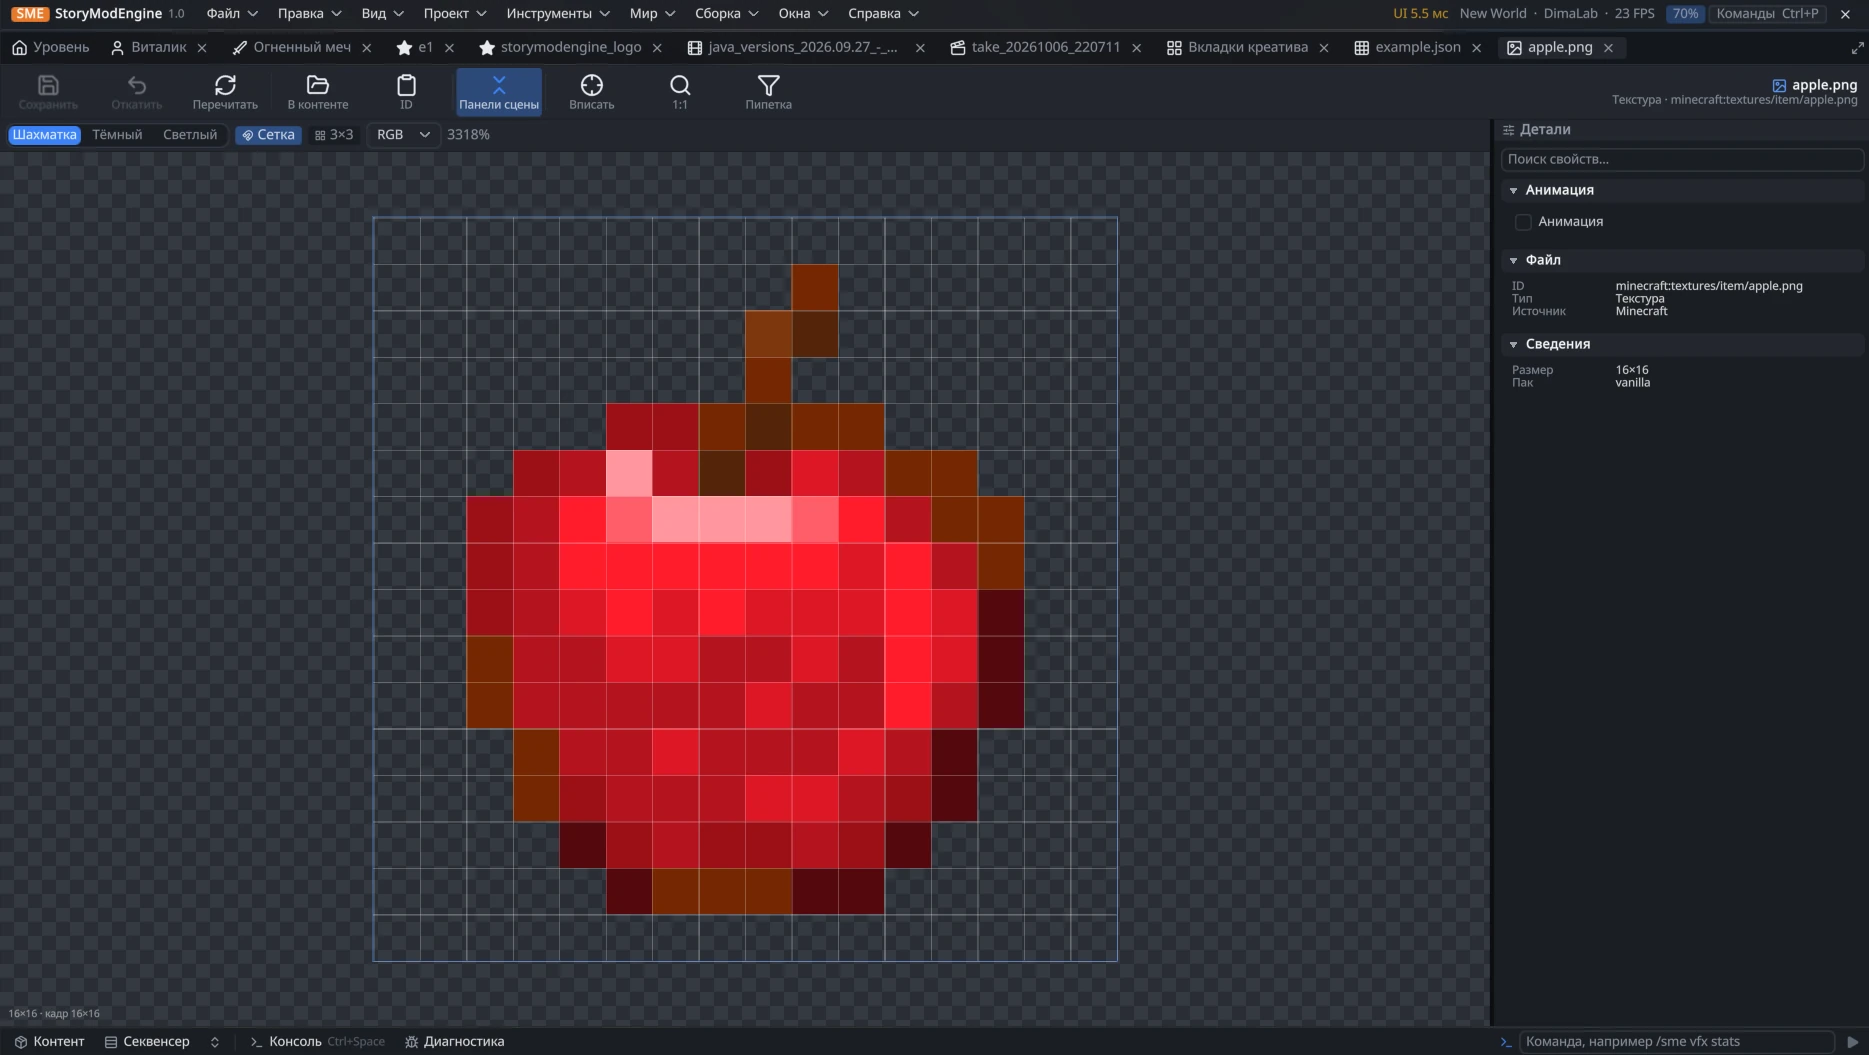 SME StoryModEngine 1.0 Файл Правка Вид Проект Инструменты Мир Сборка Окна Справка UI 5.5 мс New World · DimaLab · 23 FPS 70% Команды Ctrl+P
Уровень Виталик Огненный меч e1 storymodengine_logo java_versions_2026.09.27_-_... take_20261006_220711 Вкладки креатива example.json apple.png
Сохранить Откатить Перечитать В контенте ID Панели сцены Вписать 1:1 Пипетка
apple.png
Текстура · minecraft:textures/item/apple.png
Шахматка Тёмный Светлый Сетка 3×3 RGB 3318%
Детали
Поиск свойств...
Анимация
Анимация
Файл
ID minecraft:textures/item/apple.png
Тип Текстура
Источник Minecraft
Сведения
Размер 16×16
Пак vanilla
16×16 · кадр 16×16
Контент Секвенсер Консоль Ctrl+Space Диагностика Команда, например /sme vfx stats